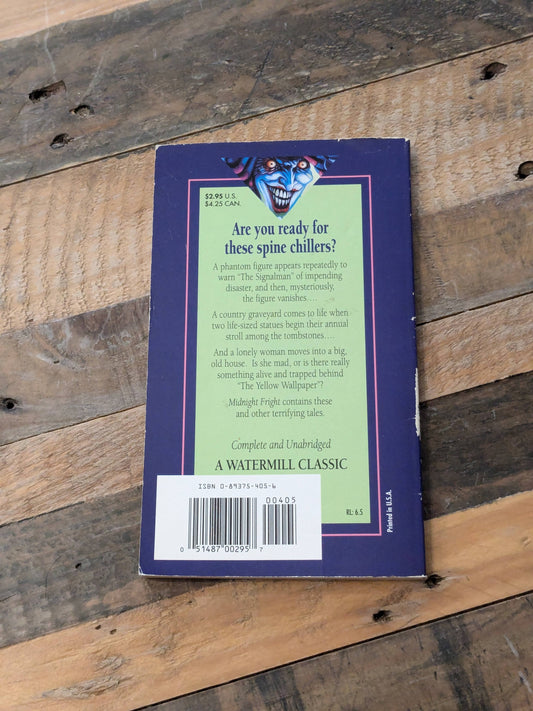 $2.95 U.S.
$4.25 CAN.
Are you ready for
these spine chillers?
A phantom figure appears repeatedly to
warn "The Signalman" of impending
disaster, and then, mysteriously,
the figure vanishes....
A country graveyard comes to life when
two life-sized statues begin their annual
stroll among the tombstones....
And a lonely woman moves into a big,
old house. Is she mad, or is there really
something alive and trapped behind
"The Yellow Wallpaper"?
Midnight Fright contains these
and other terrifying tales.
Complete and Unabridged
A WATERMILL CLASSIC
ISBN 0-89375-405-6
00405
0 51487 00295 7
RL: 6.5
Printed in U.S.A.